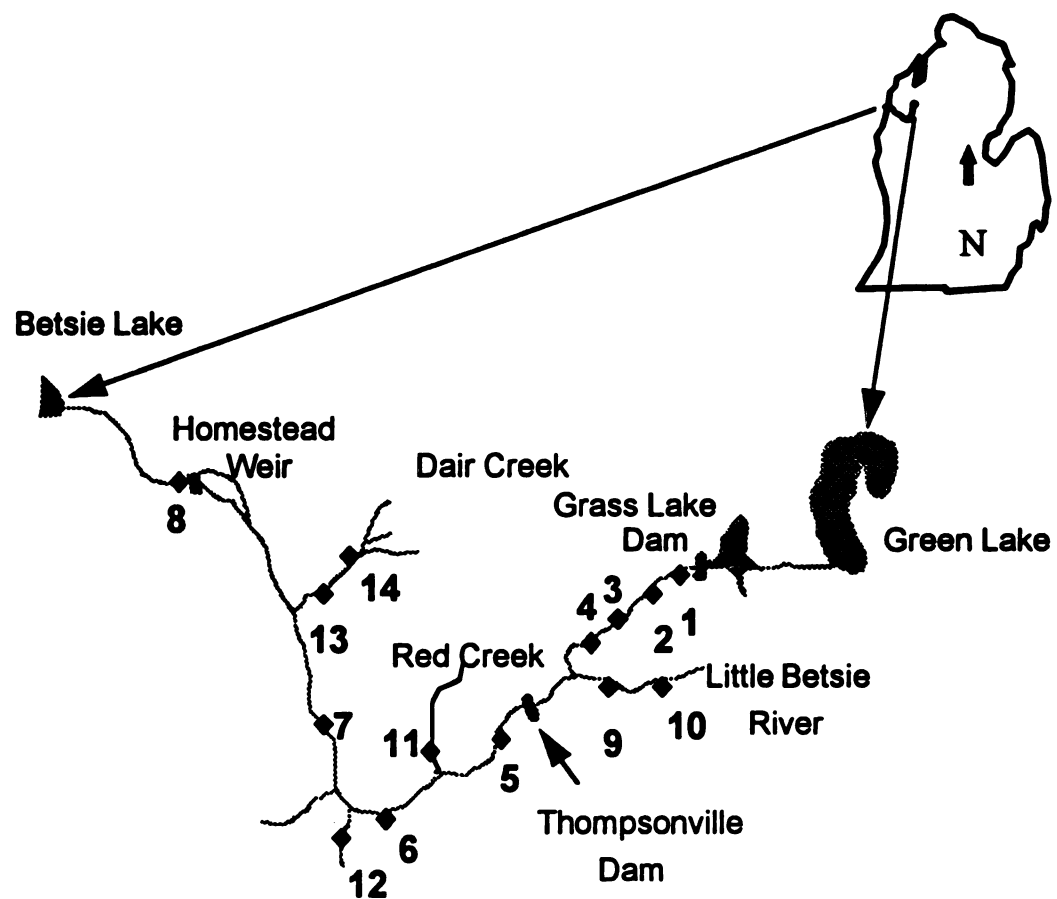 N
Betsie Lake
Homestead
Weir
Dair Creek
Grass Lake
Dam
Green Lake
8
14
3
4
1
13
2
Red Creek
Little Betsie
River
7
11
9
10
5
Thompsonville
Dam
6
12